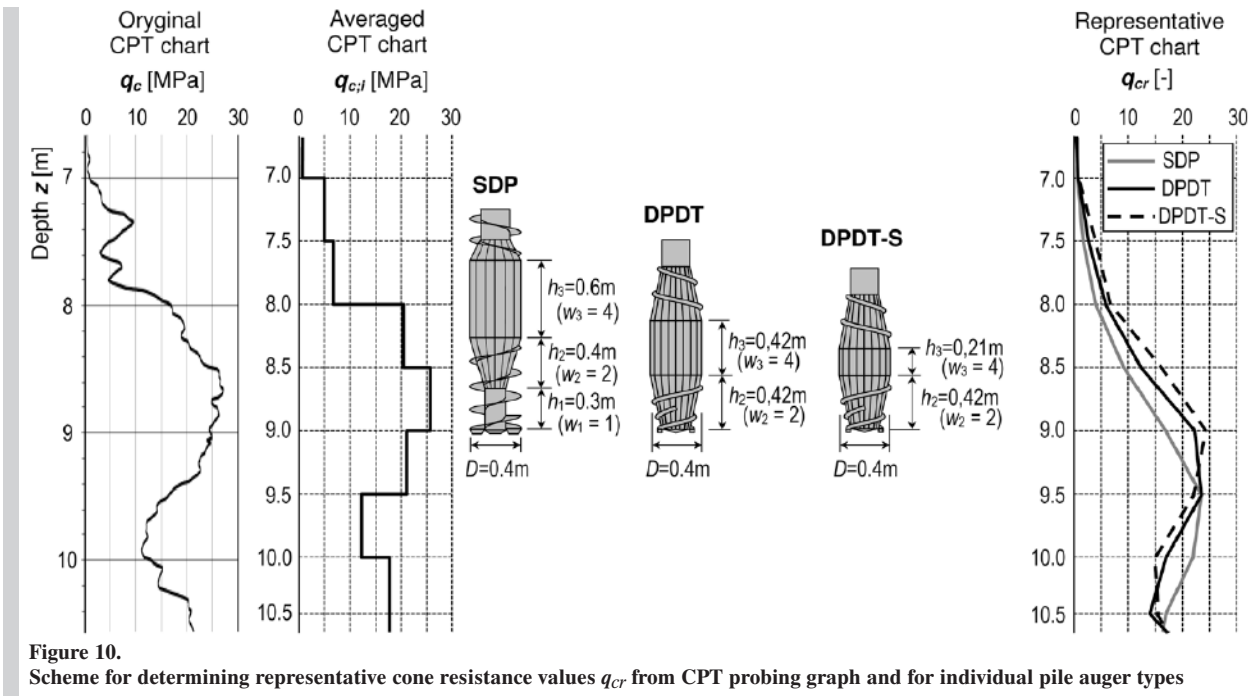 Oryginal
CPT chart
qc [MPa]
0 10 20 30
Depth z [m]
7
8
9
10
Averaged
CPT chart
qc;i [MPa]
0 10 20 30
7.0
7.5
8.0
8.5
9.0
9.5
10.0
10.5
SDP
h3=0.6m
(w3 = 4)
h2=0.4m
(w2 = 2)
h1=0.3m
(w1 = 1)
D=0.4m
DPDT
h3=0,42m
(w3 = 4)
h2=0,42m
(w2 = 2)
D=0.4m
DPDT-S
h3=0,21m
(w3 = 4)
h2=0,42m
(w2 = 2)
D=0.4m
Representative
CPT chart
qcr [-]
0 10 20 30
SDP
DPDT
DPDT-S
7.0
7.5
8.0
8.5
9.0
9.5
10.0
10.5
Figure 10.
Scheme for determining representative cone resistance values qcr from CPT probing graph and for individual pile auger types